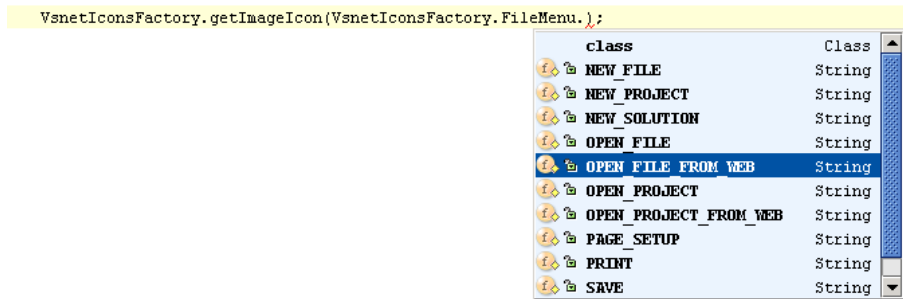 VsnetIconsFactory.getImageIcon(VsnetIconsFactory.FileMenu.);
class Class
NEW_FILE String
NEW_PROJECT String
NEW_SOLUTION String
OPEN_FILE String
OPEN_FILE_FROM_WEB String
OPEN_PROJECT String
OPEN_PROJECT_FROM_WEB String
PAGE_SETUP String
PRINT String
SAVE String